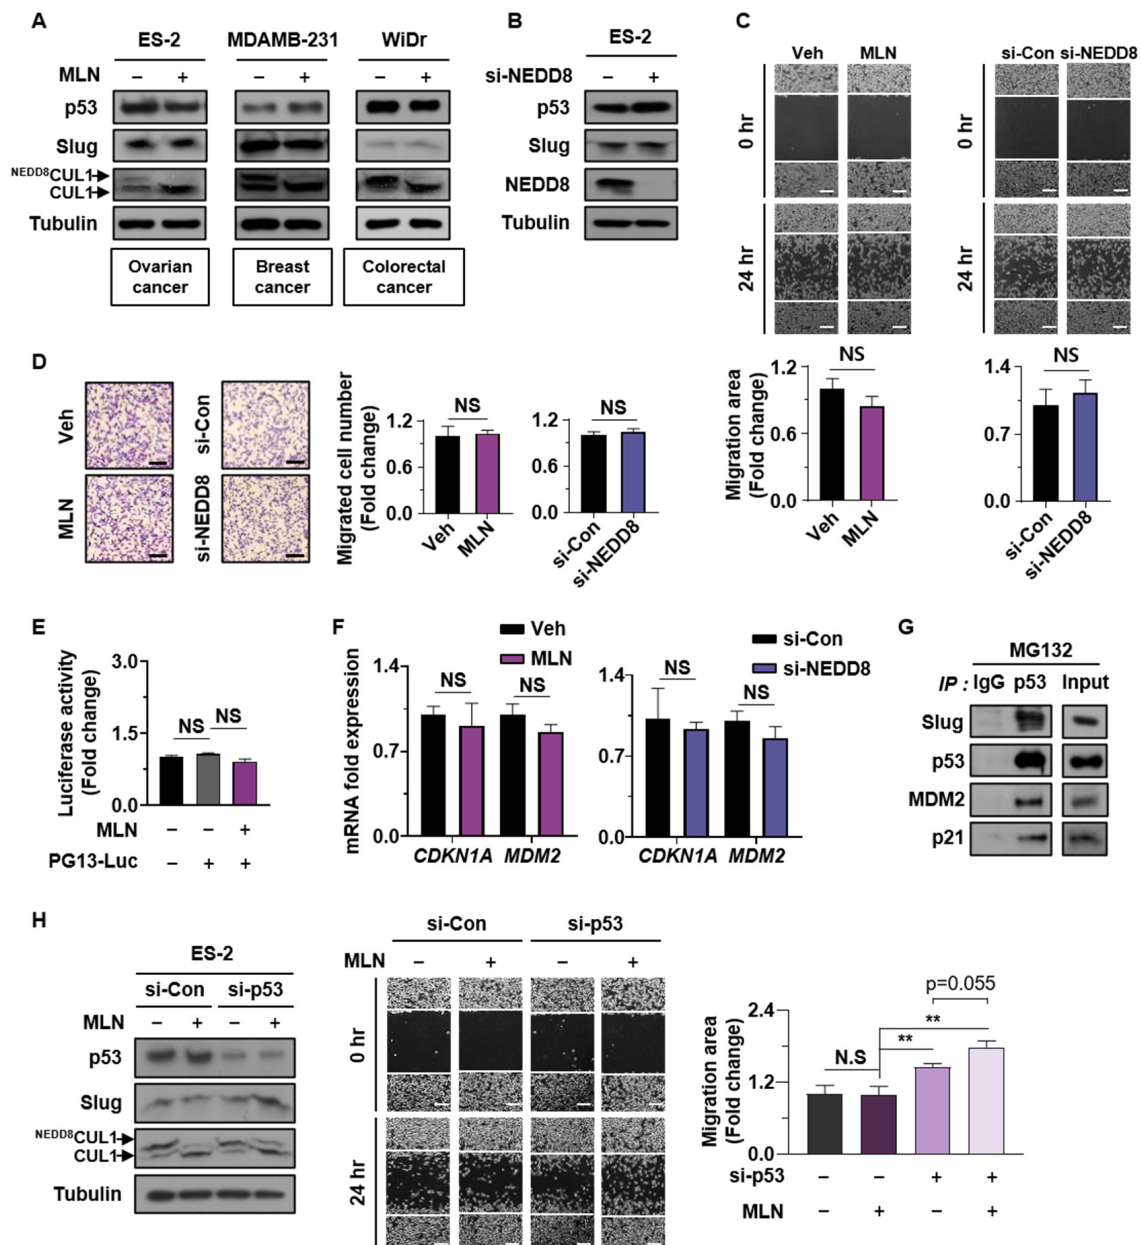 A
ES-2 MDAMB-231 WiDr
MLN – + – + – +
p53
Slug
NEDD8CUL1
CUL1
Tubulin
Ovarian cancer
Breast cancer
Colorectal cancer
B
ES-2
si-NEDD8 – +
p53
Slug
NEDD8
Tubulin
C
Veh MLN
0 hr
24 hr
si-Con si-NEDD8
0 hr
24 hr
Migration area
(Fold change)
NS
1.2
0.6
0.0
Veh MLN
NS
1.4
0.7
0.0
si-Con si-NEDD8
D
Veh
MLN
si-Con
si-NEDD8
Migrated cell number
(Fold change)
NS
1.2
0.6
0.0
Veh MLN
NS
1.2
0.6
0.0
si-Con si-NEDD8
E
Luciferase activity
(Fold change)
3.0
1.5
0.0
NS NS
MLN – – +
PG13-Luc – + +
F
Veh
MLN
mRNA fold expression
1.4
0.7
0.0
NS NS
CDKN1A MDM2
si-Con
si-NEDD8
1.4
0.7
0.0
NS NS
CDKN1A MDM2
G
MG132
IP : IgG p53 Input
Slug
p53
MDM2
p21
H
ES-2
si-Con si-p53
MLN – + – +
p53
Slug
NEDD8CUL1
CUL1
Tubulin
si-Con si-p53
MLN – + – +
0 hr
24 hr
Migration area
(Fold change)
2.4
1.2
0.0
N.S
**
**
p=0.055
si-p53 – – + +
MLN – + – +